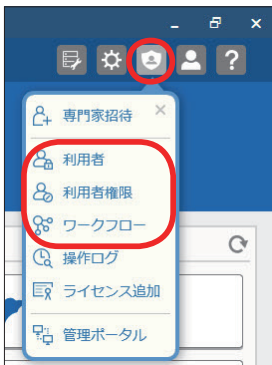 専門家招待
利用者
利用者権限
ワークフロー
操作ログ
ライセンス追加
管理ポータル